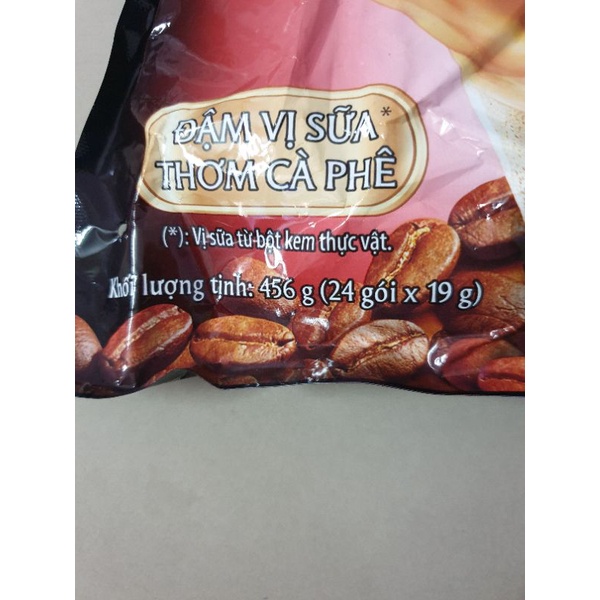 ĐẬM VỊ SỮA*
THƠM CÀ PHÊ
(*): Vị sữa từ bột kem thực vật.
Khối lượng tịnh: 456 g (24 gói x 19 g)